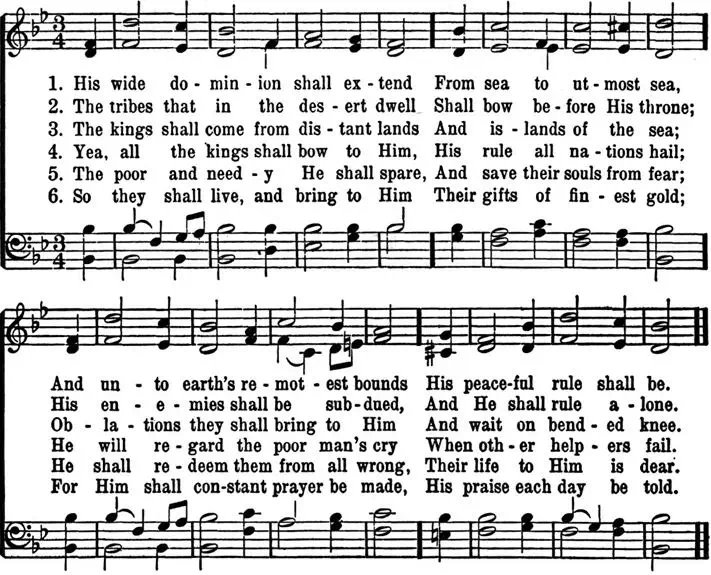 3
4
1. His wide do - min - ion shall ex - tend From sea to ut - most sea,
2. The tribes that in the des - ert dwell Shall bow be - fore His throne;
3. The kings shall come from dis - tant lands And is - lands of the sea;
4. Yea, all the kings shall bow to Him, His rule all na - tions hail;
5. The poor and need - y He shall spare, And save their souls from fear;
6. So they shall live, and bring to Him Their gifts of fin - est gold;
3
4
And un - to earth's re - mot - est bounds His peace-ful rule shall be.
His en - e - mies shall be sub - dued, And He shall rule a - lone.
Ob - la - tions they shall bring to Him And wait on bend - ed knee.
He will re - gard the poor man's cry When oth - er help - ers fail.
He shall re - deem them from all wrong, Their life to Him is dear.
For Him shall con-stant prayer be made, His praise each day be told.